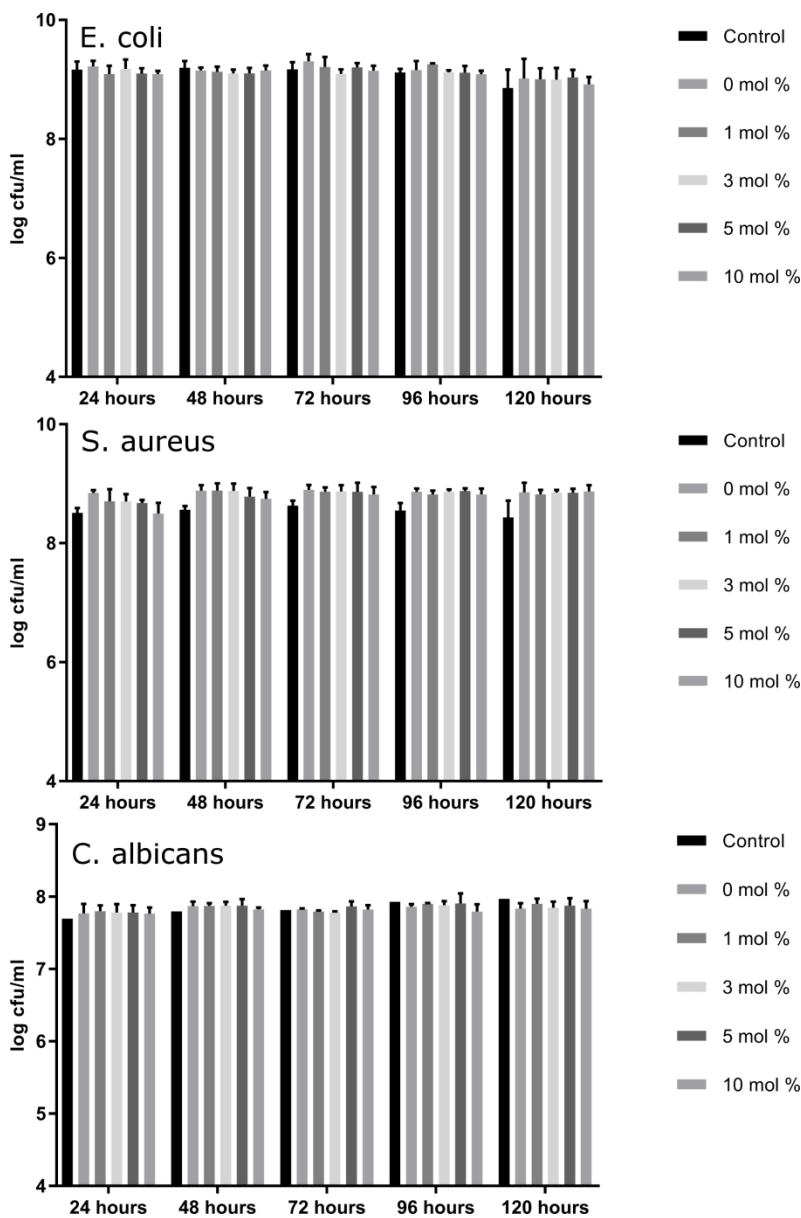 E. coli
10
8
6
4
log cfu/ml
24 hours 48 hours 72 hours 96 hours 120 hours
Control
0 mol %
1 mol %
3 mol %
5 mol %
10 mol %
S. aureus
10
8
6
4
log cfu/ml
24 hours 48 hours 72 hours 96 hours 120 hours
Control
0 mol %
1 mol %
3 mol %
5 mol %
10 mol %
C. albicans
9
8
7
6
5
4
log cfu/ml
24 hours 48 hours 72 hours 96 hours 120 hours
Control
0 mol %
1 mol %
3 mol %
5 mol %
10 mol %